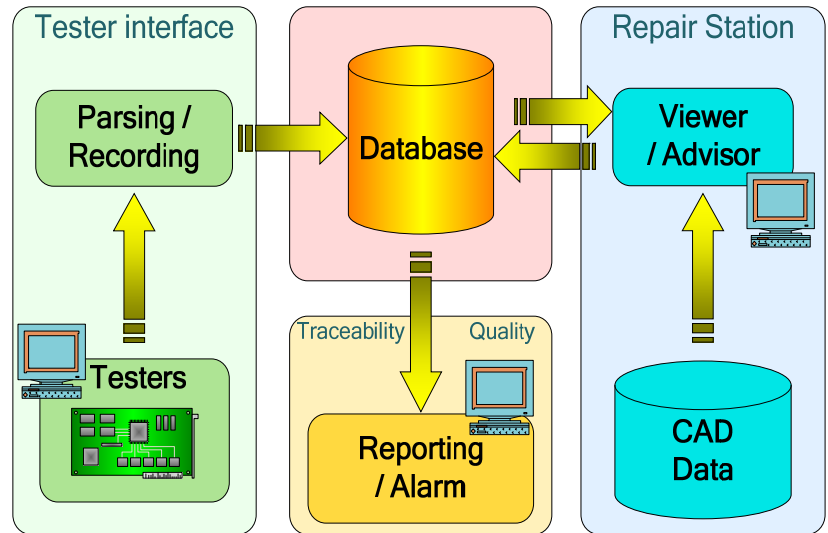 Tester interface
Parsing /
Recording
Testers
Database
Traceability Quality
Reporting
/ Alarm
Repair Station
Viewer
/ Advisor
CAD
Data